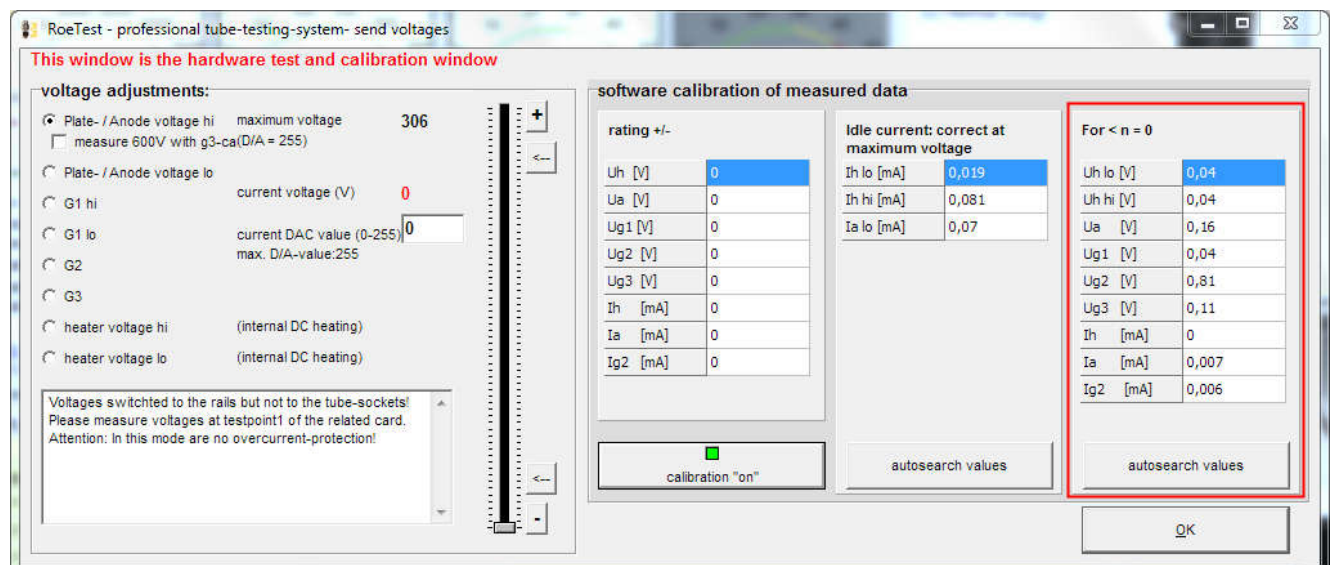 RoeTest - professional tube-testing-system- send voltages
This window is the hardware test and calibration window
voltage adjustments:
Plate- / Anode voltage hi maximum voltage 306
measure 600V with g3-ca(D/A = 255)
Plate- / Anode voltage lo
current voltage (V) 0
G1 hi
G1 lo current DAC value (0-255) 0
max. D/A-value:255
G2
G3
heater voltage hi (internal DC heating)
heater voltage lo (internal DC heating)
Voltages switchted to the rails but not to the tube-sockets!
Please measure voltages at testpoint1 of the related card.
Attention: In this mode are no overcurrent-protection!
+
<--
<--
-
software calibration of measured data
rating +/-
Uh [V] 0
Ua [V] 0
Ug1 [V] 0
Ug2 [V] 0
Ug3 [V] 0
Ih [mA] 0
Ia [mA] 0
Ig2 [mA] 0
calibration "on"
Idle current: correct at
maximum voltage
Ih lo [mA] 0,019
Ih hi [mA] 0,081
Ia lo [mA] 0,07
autosearch values
For < n = 0
Uh lo [V] 0,04
Uh hi [V] 0,04
Ua [V] 0,16
Ug1 [V] 0,04
Ug2 [V] 0,81
Ug3 [V] 0,11
Ih [mA] 0
Ia [mA] 0,007
Ig2 [mA] 0,006
autosearch values
OK